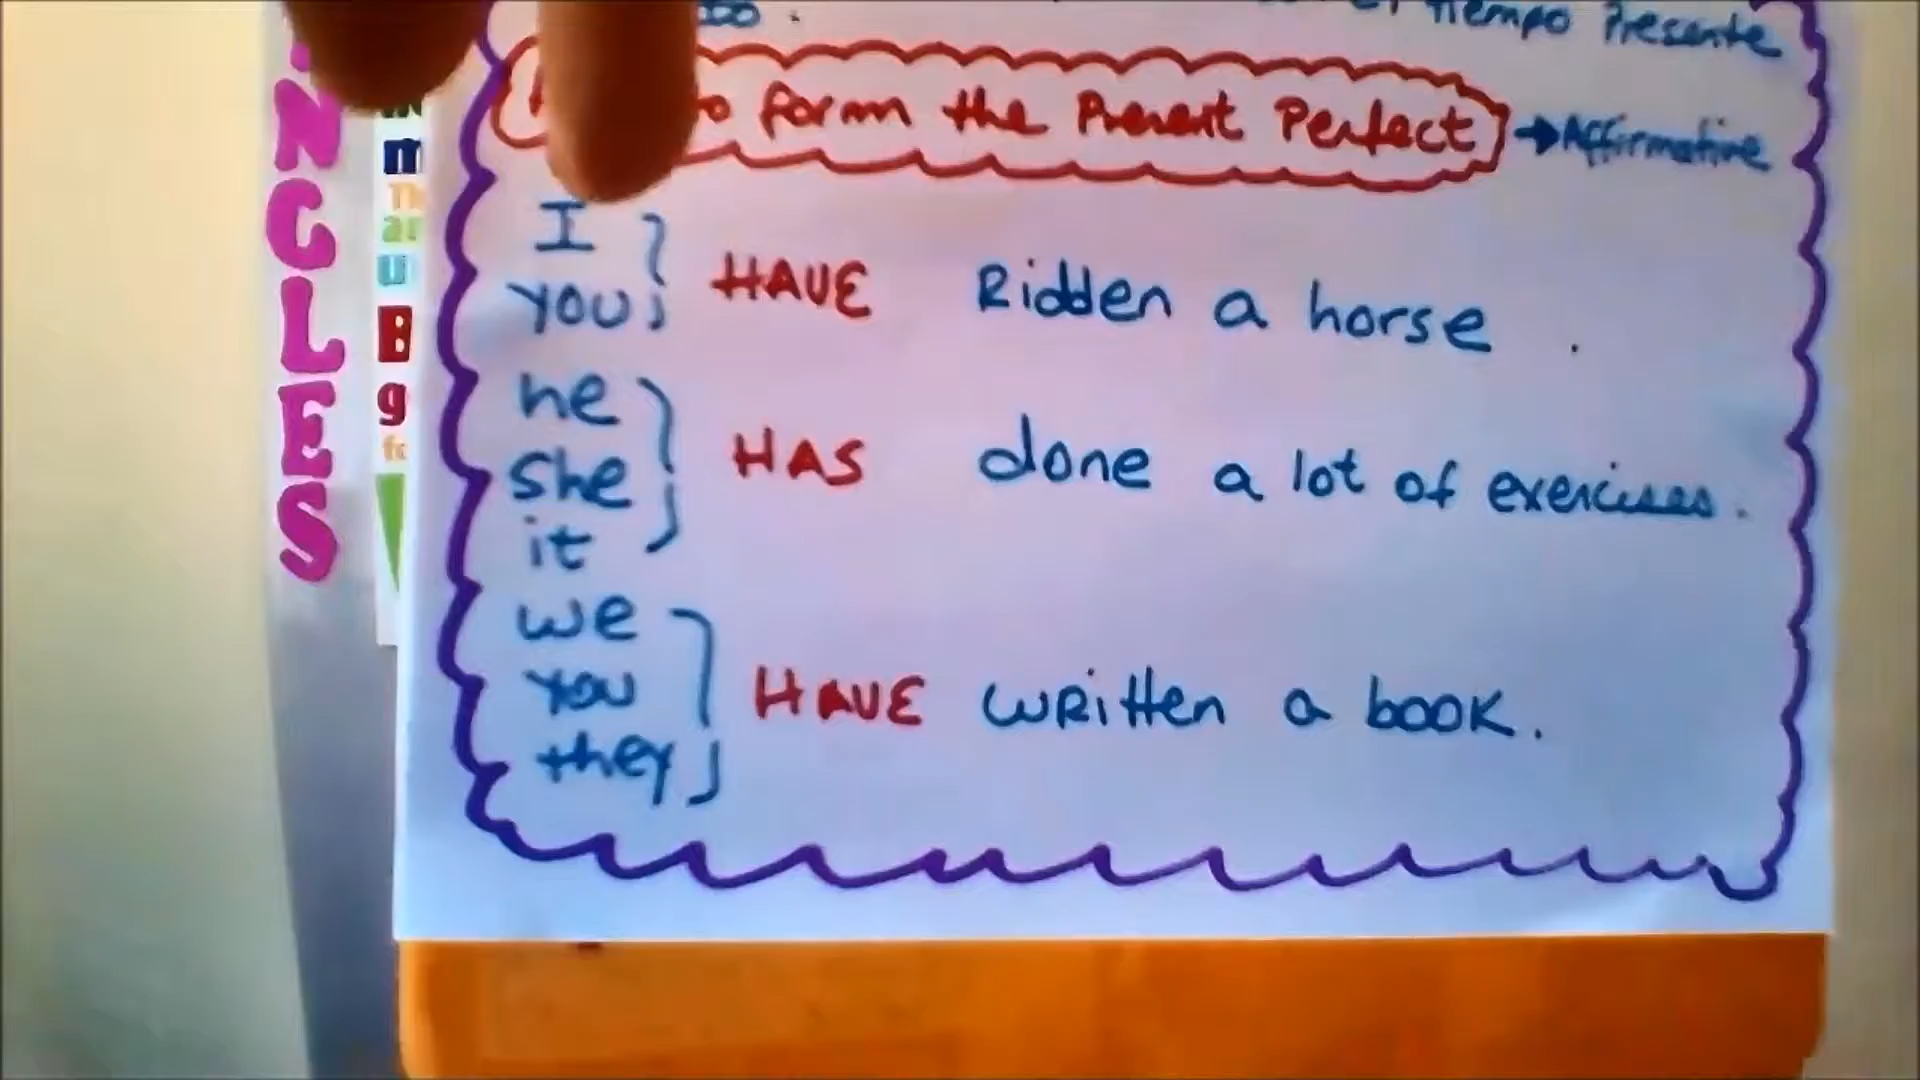 Tiempo Presente
form the Present Perfect → Affirmative
I
YOU
HAVE Ridden a horse .
he
she
it
HAS done a lot of exercises.
we
You
they
HAVE written a book.
NGLES
m
B
g